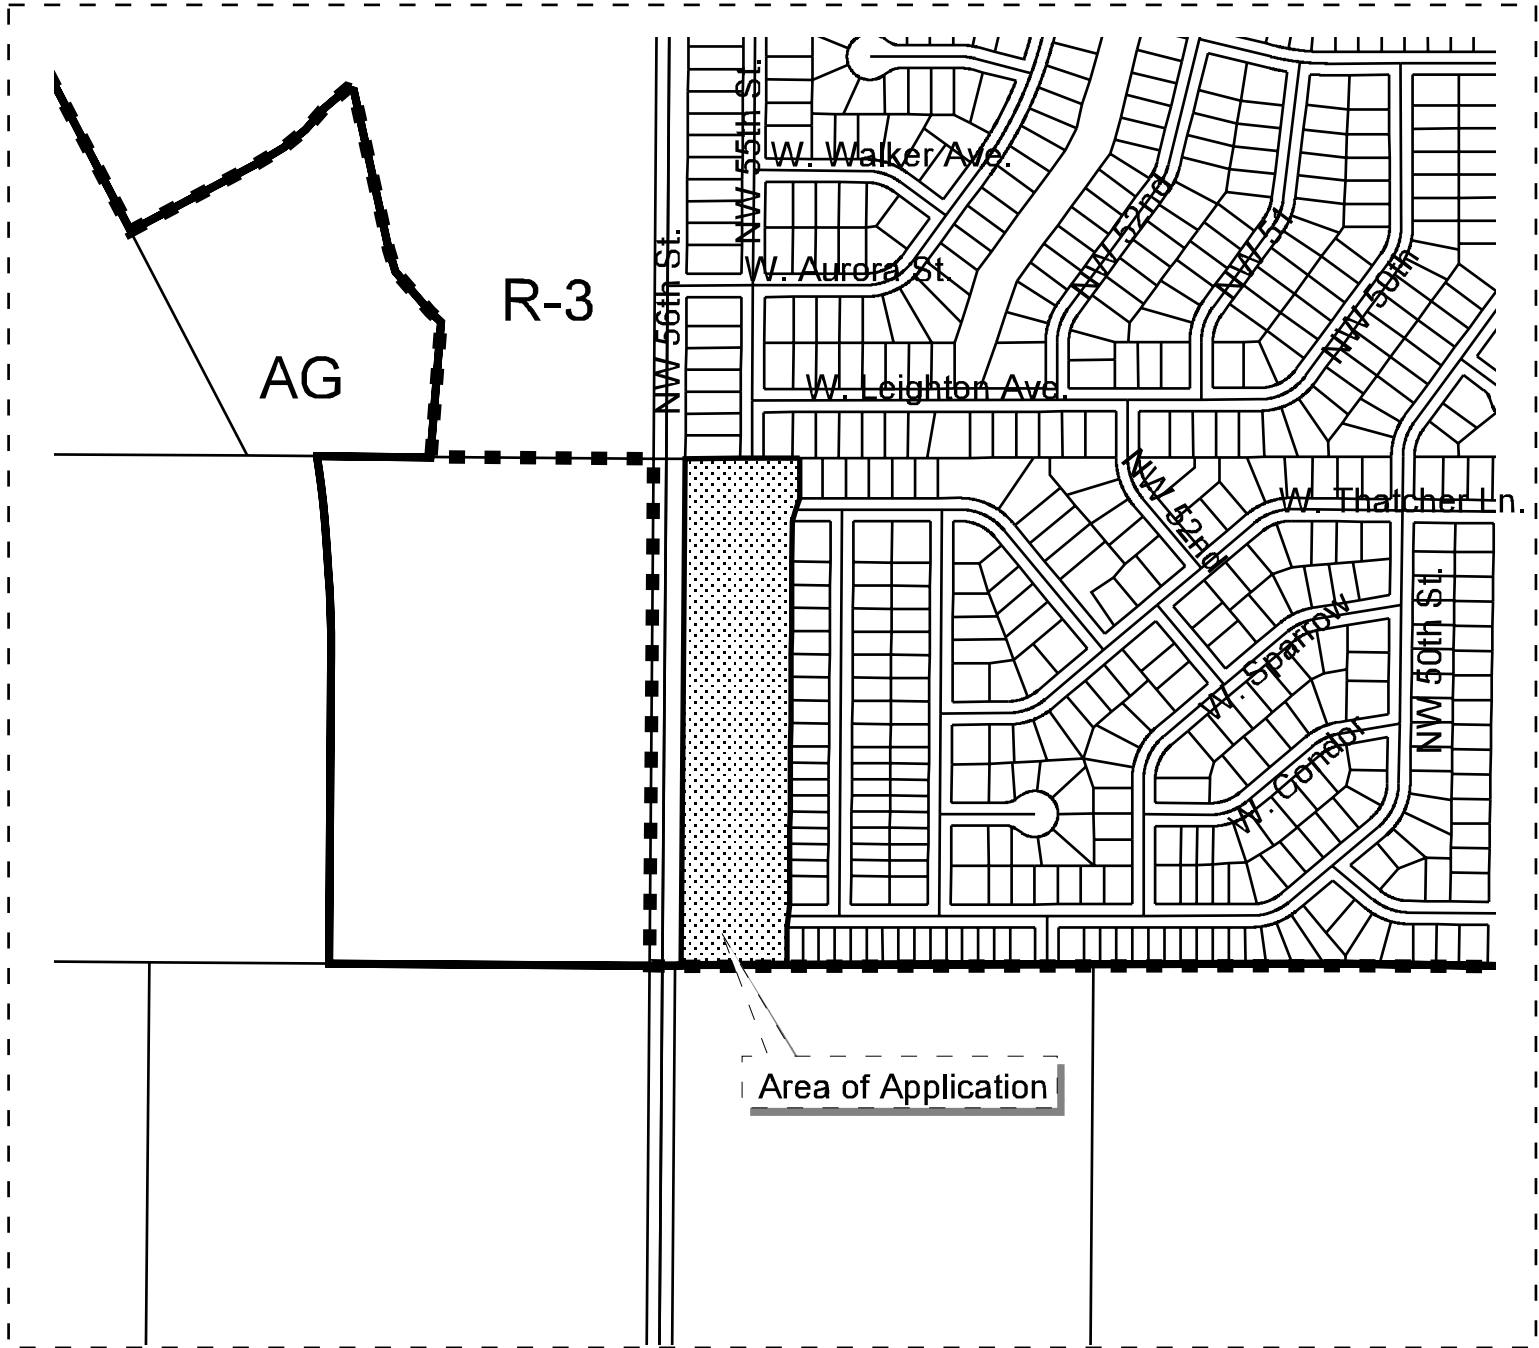 NW 55th St.
W. Walker Ave.
NW 52nd
NW 51
NW 56th St.
W. Aurora St.
NW 50th
R-3
AG
W. Leighton Ave.
NW 52nd
W. Thatcher Ln.
W. Sparrow
NW 50th St.
W. Condor
Area of Application